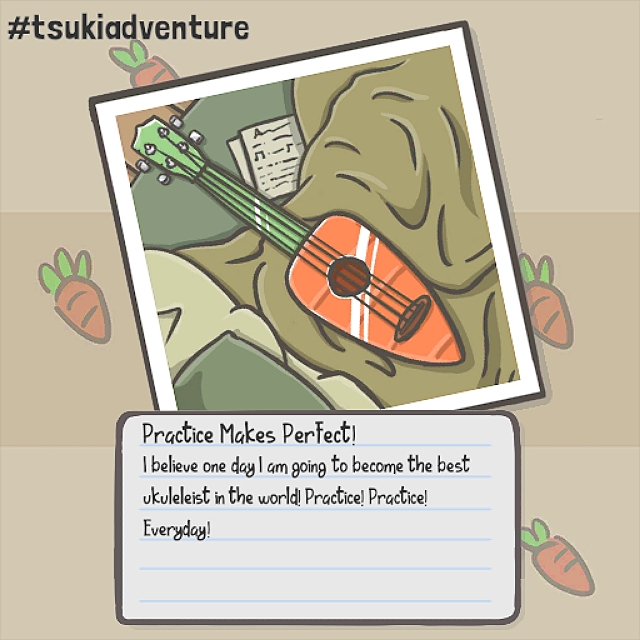 #tsukiadventure
Practice Makes Perfect!
I believe one day I am going to become the best
ukuleleist in the world! Practice! Practice!
Everyday!